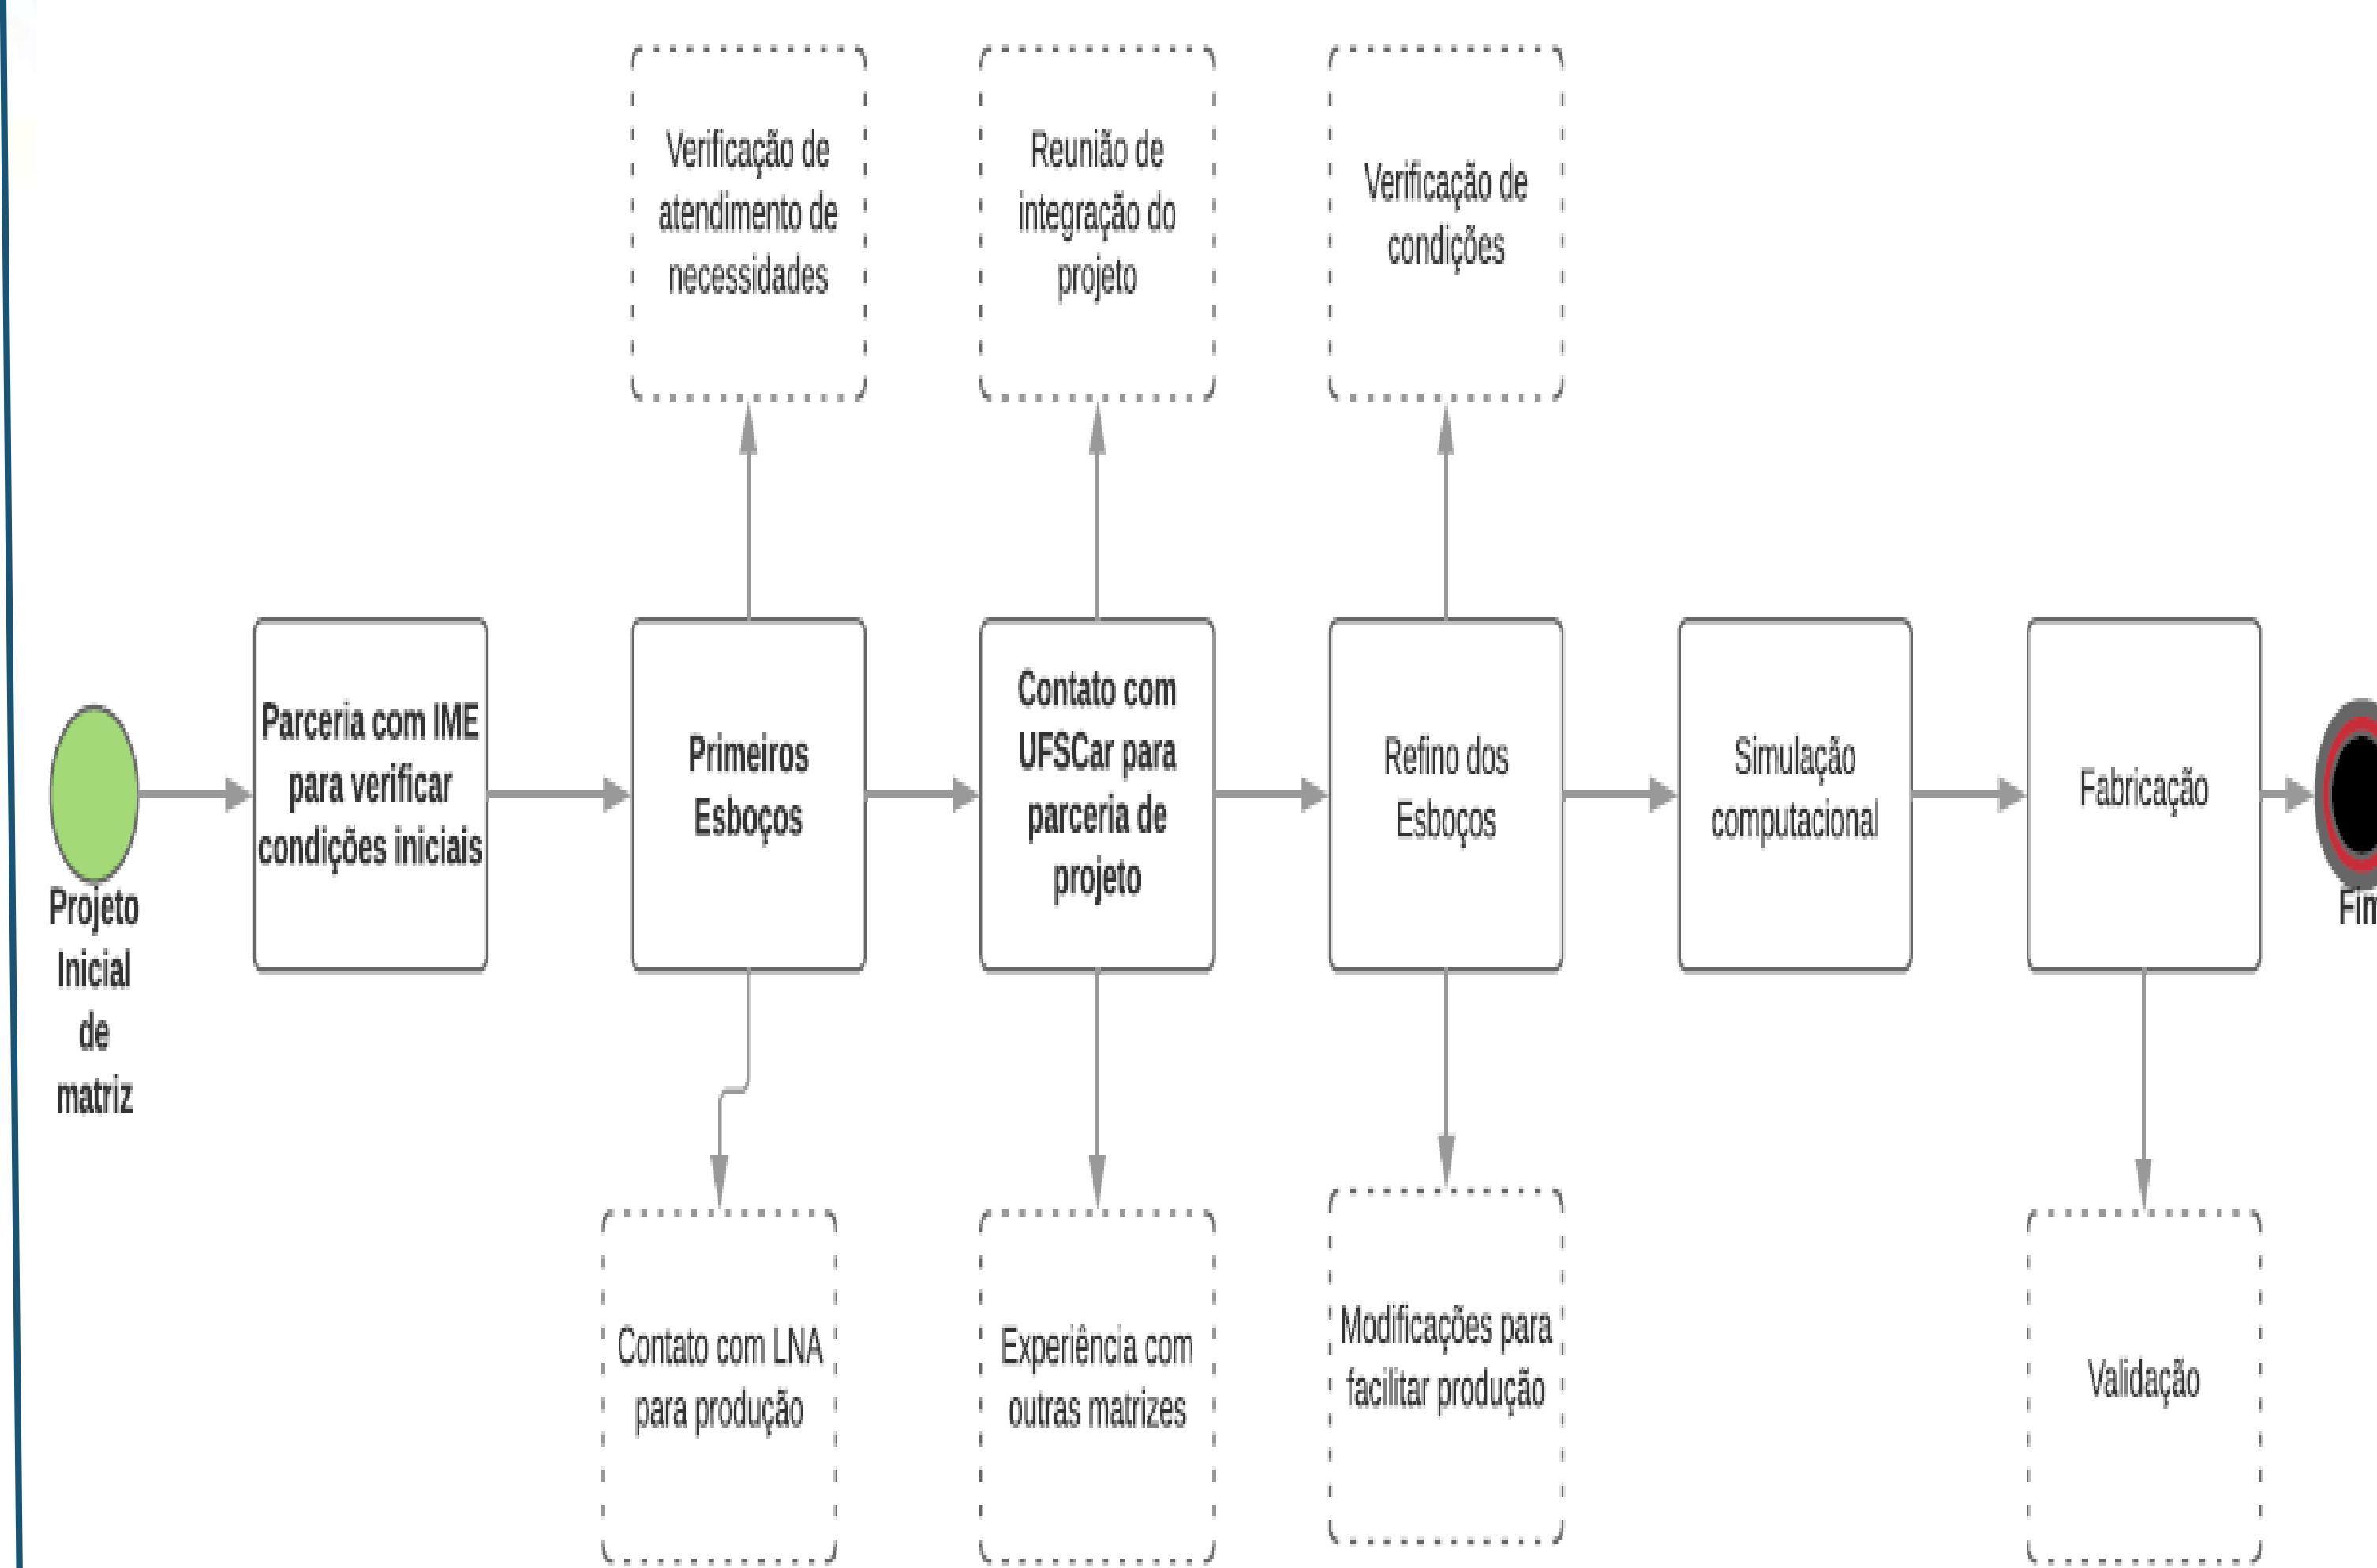 Verificação de
atendimento de
necessidades
Reunião de
integração do
projeto
Verificação de
condições
Projeto
Inicial
de
matriz
Parceria com IME
para verificar
condições iniciais
Primeiros
Esboços
Contato com
UFSCar para
parceria de
projeto
Refino dos
Esboços
Simulação
computacional
Fabricação
Fim
Contato com LNA
para produção
Experiência com
outras matrizes
Modificações para
facilitar produção
Validação